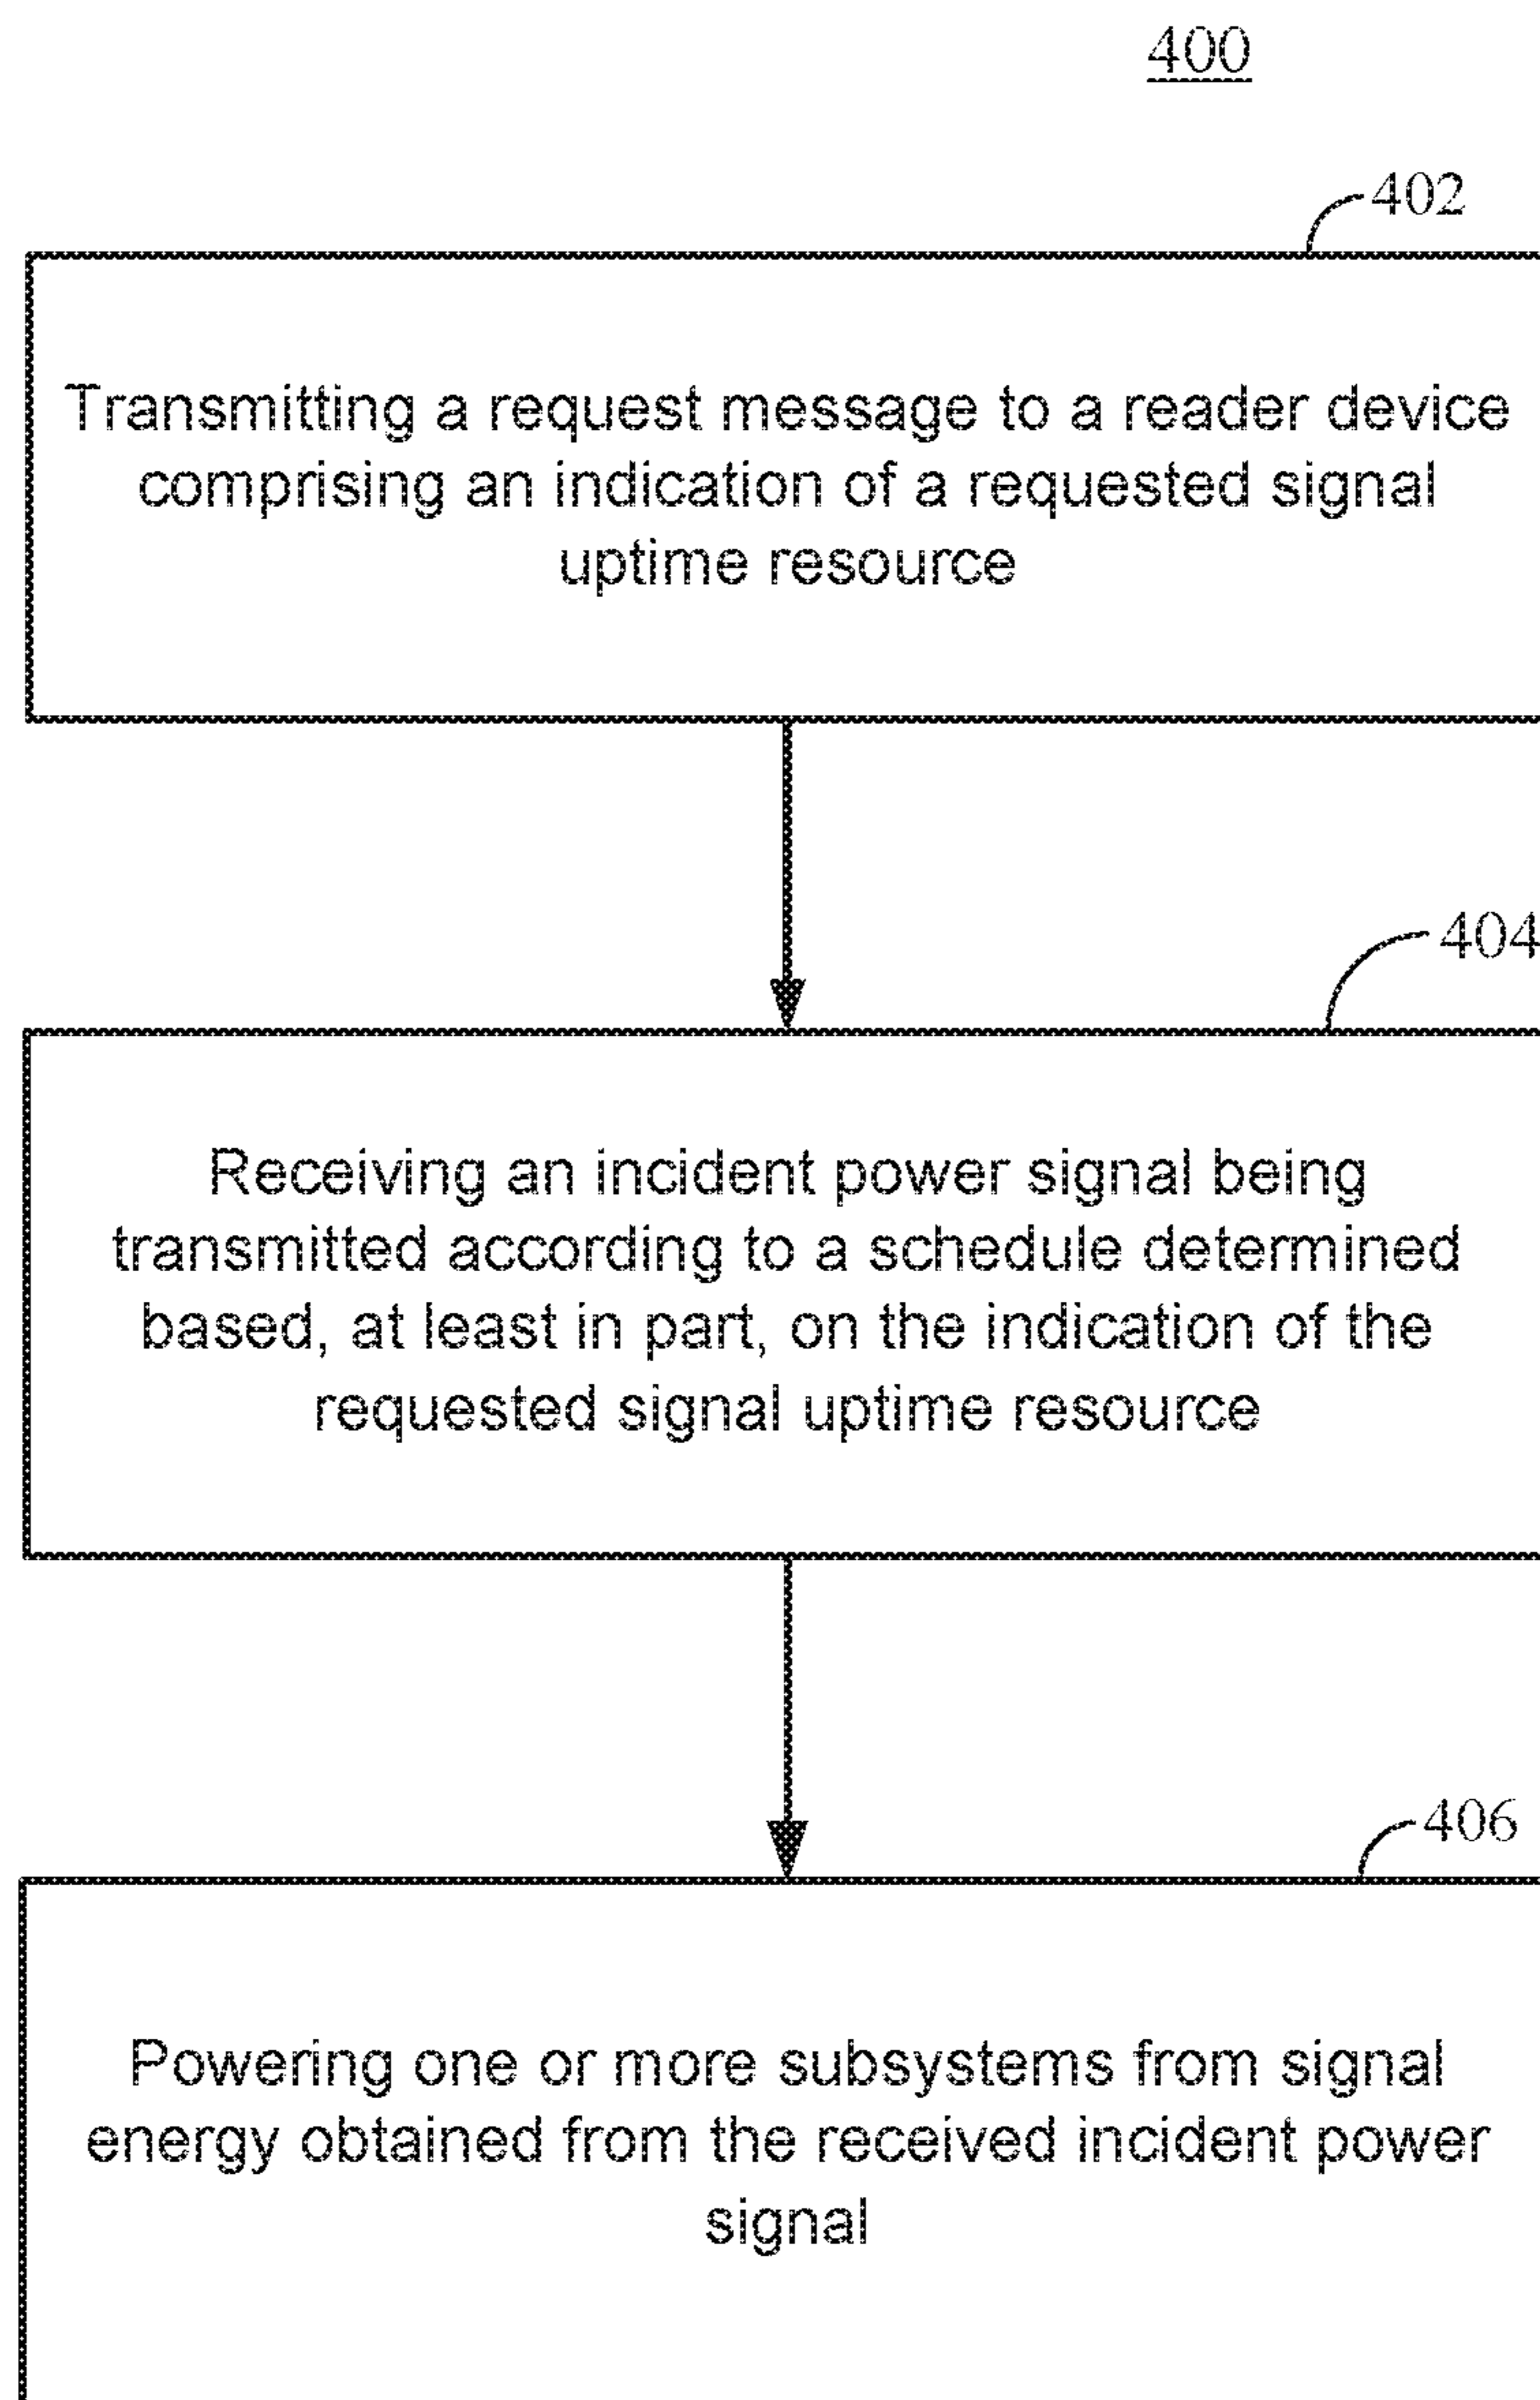 400
402
Transmitting a request message to a reader device
comprising an indication of a requested signal
uptime resource
404
Receiving an incident power signal being
transmitted according to a schedule determined
based, at least in part, on the indication of the
requested signal uptime resource
406
Powering one or more subsystems from signal
energy obtained from the received incident power
signal